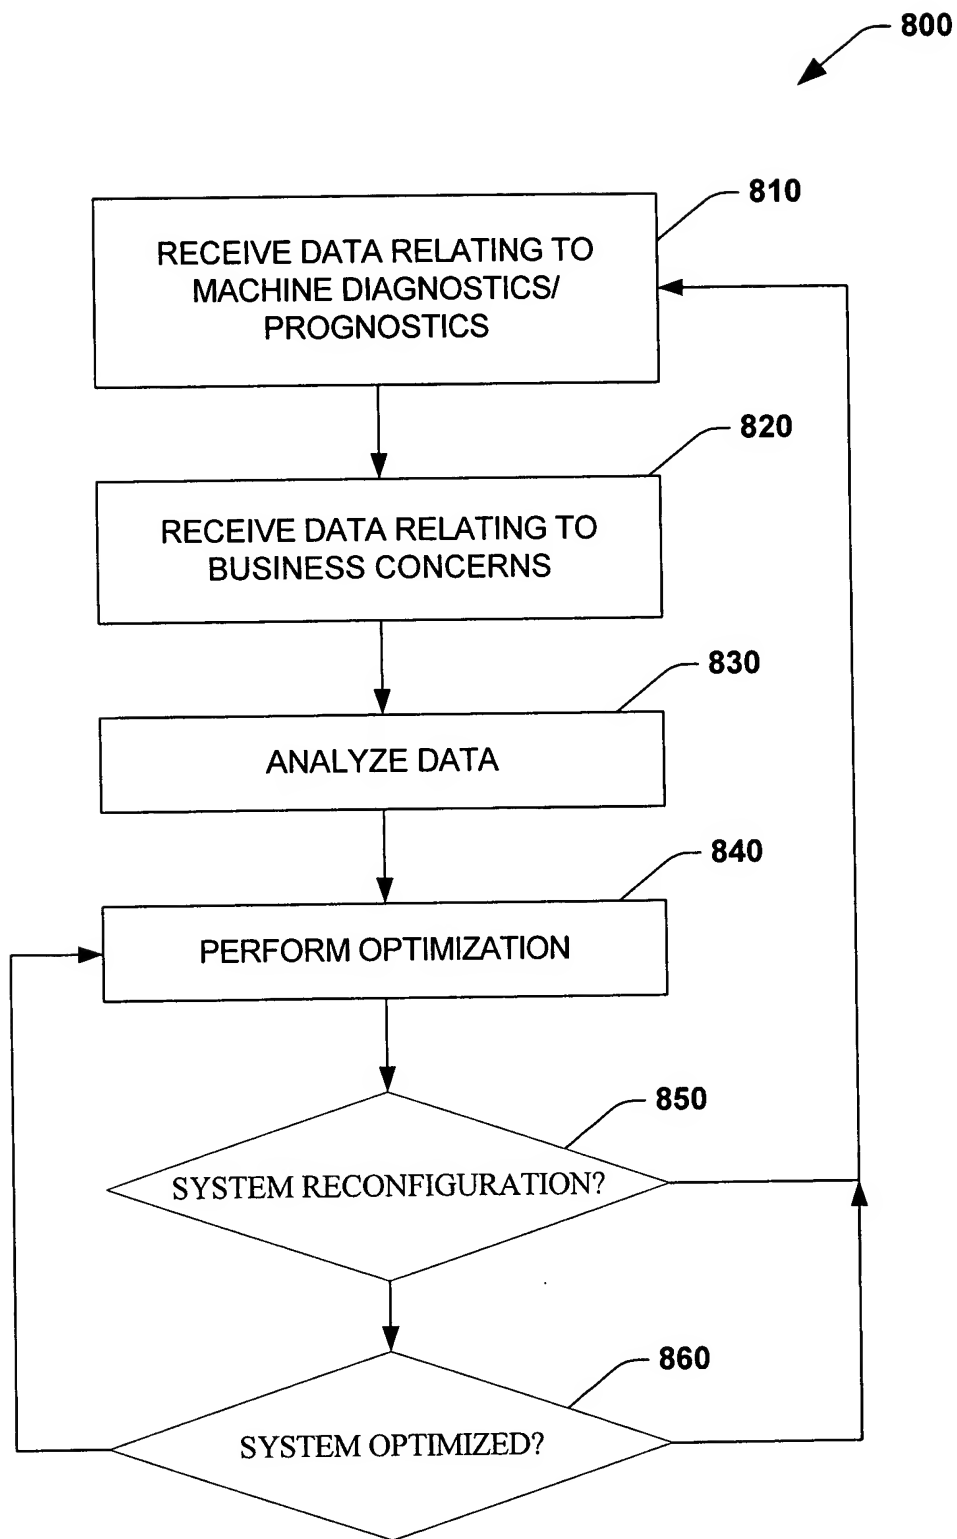 800
810
RECEIVE DATA RELATING TO
MACHINE DIAGNOSTICS/
PROGNOSTICS
820
RECEIVE DATA RELATING TO
BUSINESS CONCERNS
830
ANALYZE DATA
840
PERFORM OPTIMIZATION
850
SYSTEM RECONFIGURATION?
860
SYSTEM OPTIMIZED?